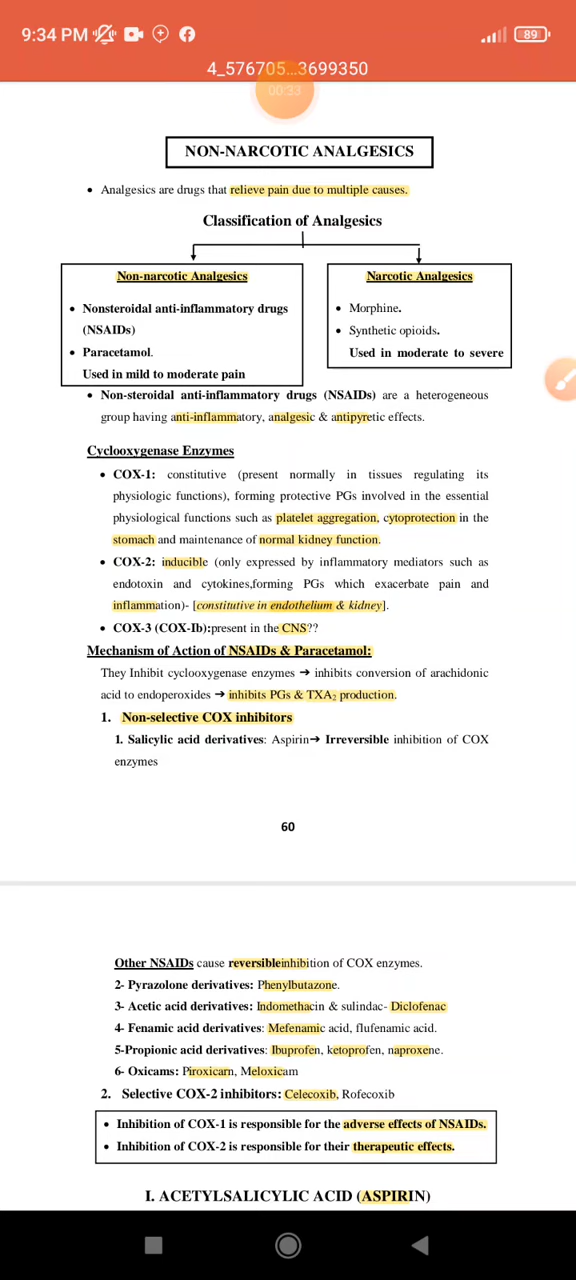 9:34 PM
89
4_576705...3699350
00:33
NON-NARCOTIC ANALGESICS
• Analgesics are drugs that relieve pain due to multiple causes.
Classification of Analgesics
Non-narcotic Analgesics
• Nonsteroidal anti-inflammatory drugs
(NSAIDs)
• Paracetamol.
Used in mild to moderate pain
Narcotic Analgesics
• Morphine.
• Synthetic opioids.
Used in moderate to severe
• Non-steroidal anti-inflammatory drugs (NSAIDs) are a heterogeneous
group having anti-inflammatory, analgesic & antipyretic effects.
Cyclooxygenase Enzymes
• COX-1: constitutive (present normally in tissues regulating its
physiologic functions), forming protective PGs involved in the essential
physiological functions such as platelet aggregation, cytoprotection in the
stomach and maintenance of normal kidney function.
• COX-2: inducible (only expressed by inflammatory mediators such as
endotoxin and cytokines,forming PGs which exacerbate pain and
inflammation)- [constitutive in endothelium & kidney].
• COX-3 (COX-Ib):present in the CNS??
Mechanism of Action of NSAIDs & Paracetamol:
They Inhibit cyclooxygenase enzymes ➔ inhibits conversion of arachidonic
acid to endoperoxides ➔ inhibits PGs & TXA₂ production.
1. Non-selective COX inhibitors
1. Salicylic acid derivatives: Aspirin➔ Irreversible inhibition of COX
enzymes
60
Other NSAIDs cause reversibleinhibition of COX enzymes.
2- Pyrazolone derivatives: Phenylbutazone.
3- Acetic acid derivatives: Indomethacin & sulindac- Diclofenac
4- Fenamic acid derivatives: Mefenamic acid, flufenamic acid.
5-Propionic acid derivatives: Ibuprofen, ketoprofen, naproxene.
6- Oxicams: Piroxicam, Meloxicam
2. Selective COX-2 inhibitors: Celecoxib, Rofecoxib
• Inhibition of COX-1 is responsible for the adverse effects of NSAIDs.
• Inhibition of COX-2 is responsible for their therapeutic effects.
I. ACETYLSALICYLIC ACID (ASPIRIN)